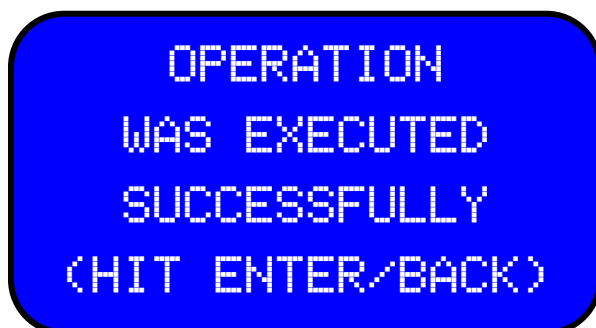 OPERATION
WAS EXECUTED
SUCCESSFULLY
(HIT ENTER/BACK)